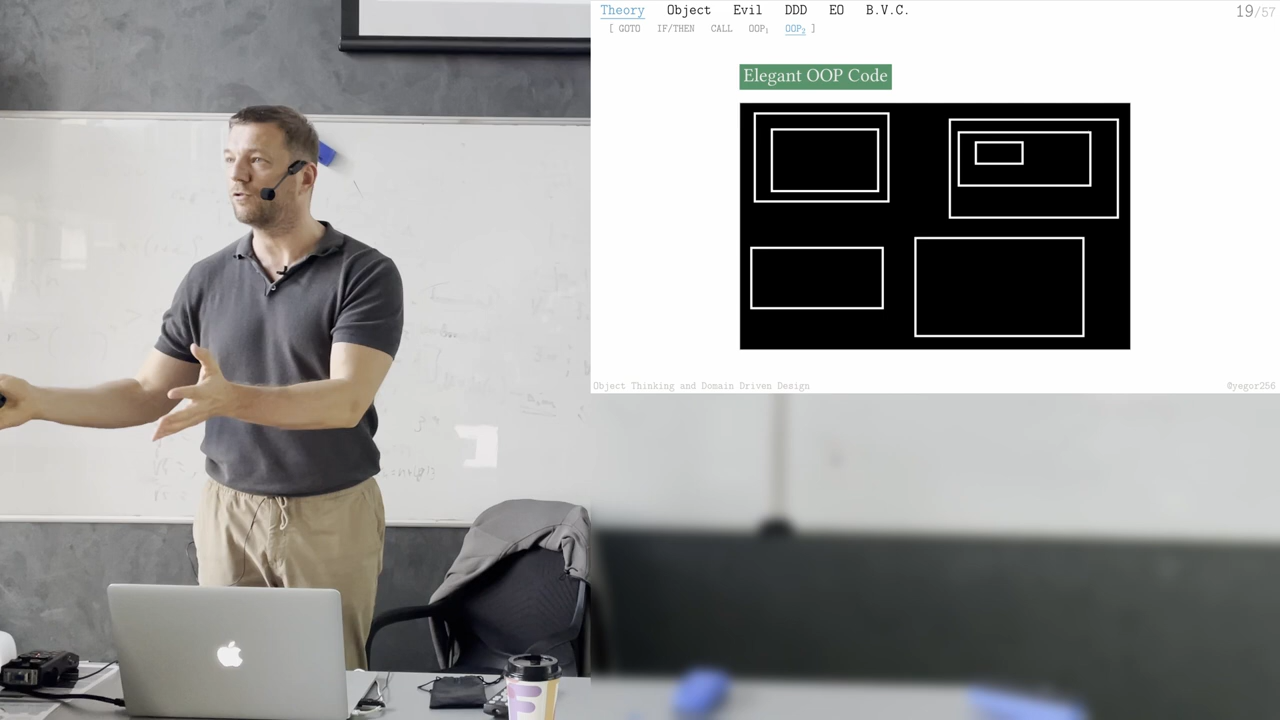 Theory Object Evil DDD EO B.V.C. 19/57
[ GOTO IF/THEN CALL OOP₁ OOP₂ ]
Elegant OOP Code
Object Thinking and Domain Driven Design @yegor256